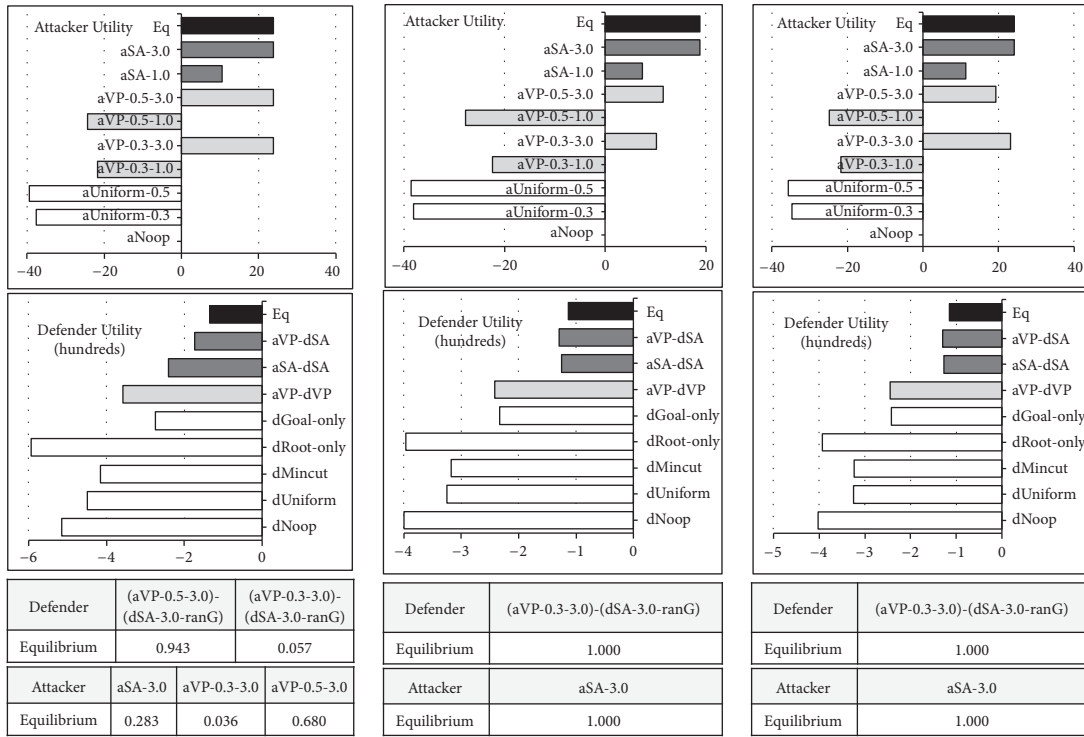 Attacker Utility Eq
aSA-3.0
aSA-1.0
aVP-0.5-3.0
aVP-0.5-1.0
aVP-0.3-3.0
aVP-0.3-1.0
aUniform-0.5
aUniform-0.3
aNoop
−40 −20 0 20 40
Defender Utility
(hundreds)
Eq
aVP-dSA
aSA-dSA
aVP-dVP
dGoal-only
dRoot-only
dMincut
dUniform
dNoop
−6 −4 −2 0
Defender (aVP-0.5-3.0)- (aVP-0.3-3.0)-
(dSA-3.0-ranG) (dSA-3.0-ranG)
Equilibrium 0.943 0.057
Attacker aSA-3.0 aVP-0.3-3.0 aVP-0.5-3.0
Equilibrium 0.283 0.036 0.680
Attacker Utility Eq
aSA-3.0
aSA-1.0
aVP-0.5-3.0
aVP-0.5-1.0
aVP-0.3-3.0
aVP-0.3-1.0
aUniform-0.5
aUniform-0.3
aNoop
−40 −20 0 20
Defender Utility
(hundreds)
Eq
aVP-dSA
aSA-dSA
aVP-dVP
dGoal-only
dRoot-only
dMincut
dUniform
dNoop
−4 −3 −2 −1 0
Defender (aVP-0.3-3.0)-(dSA-3.0-ranG)
Equilibrium 1.000
Attacker aSA-3.0
Equilibrium 1.000
Attacker Utility Eq
aSA-3.0
aSA-1.0
aVP-0.5-3.0
aVP-0.5-1.0
aVP-0.3-3.0
aVP-0.3-1.0
aUniform-0.5
aUniform-0.3
aNoop
−40 −20 0 20 40
Defender Utility
(hundreds)
Eq
aVP-dSA
aSA-dSA
aVP-dVP
dGoal-only
dRoot-only
dMincut
dUniform
dNoop
−5 −4 −3 −2 −1 0
Defender (aVP-0.3-3.0)-(dSA-3.0-ranG)
Equilibrium 1.000
Attacker aSA-3.0
Equilibrium 1.000